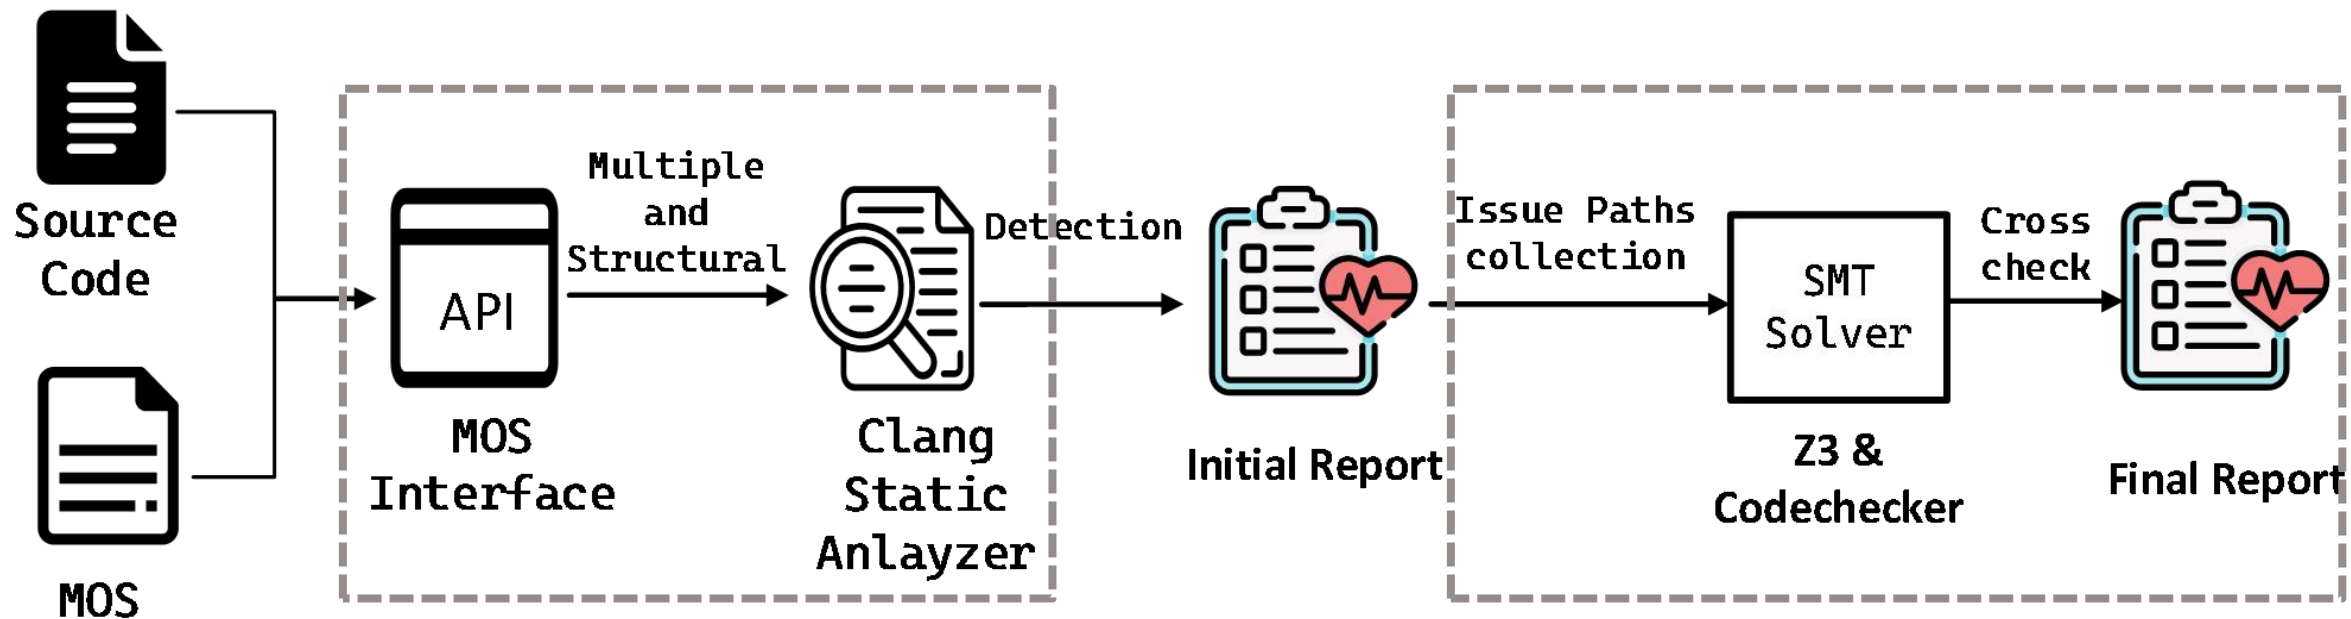 Source
Code
MOS
API
MOS
Interface
Multiple
and
Structural
Clang
Static
Anlayzer
Detection
Initial Report
Issue Paths
collection
SMT
Solver
Z3 &
Codechecker
Cross
check
Final Report